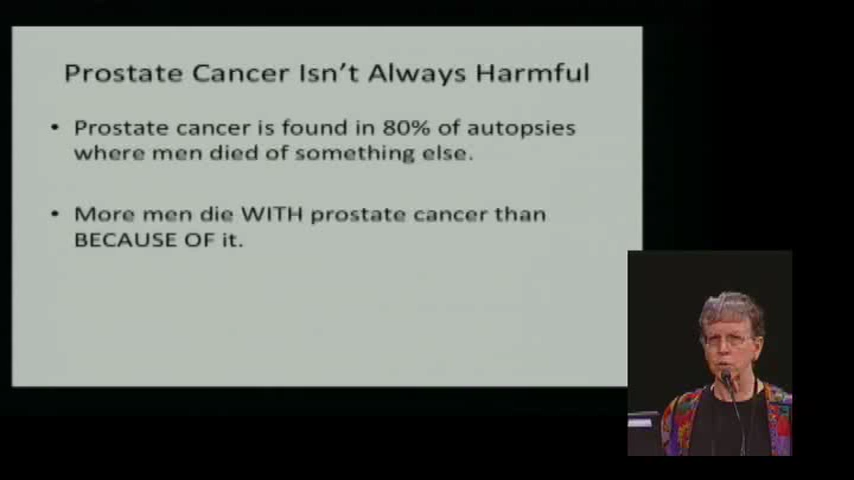 Prostate Cancer Isn't Always Harmful
• Prostate cancer is found in 80% of autopsies
where men died of something else.
• More men die WITH prostate cancer than
BECAUSE OF it.